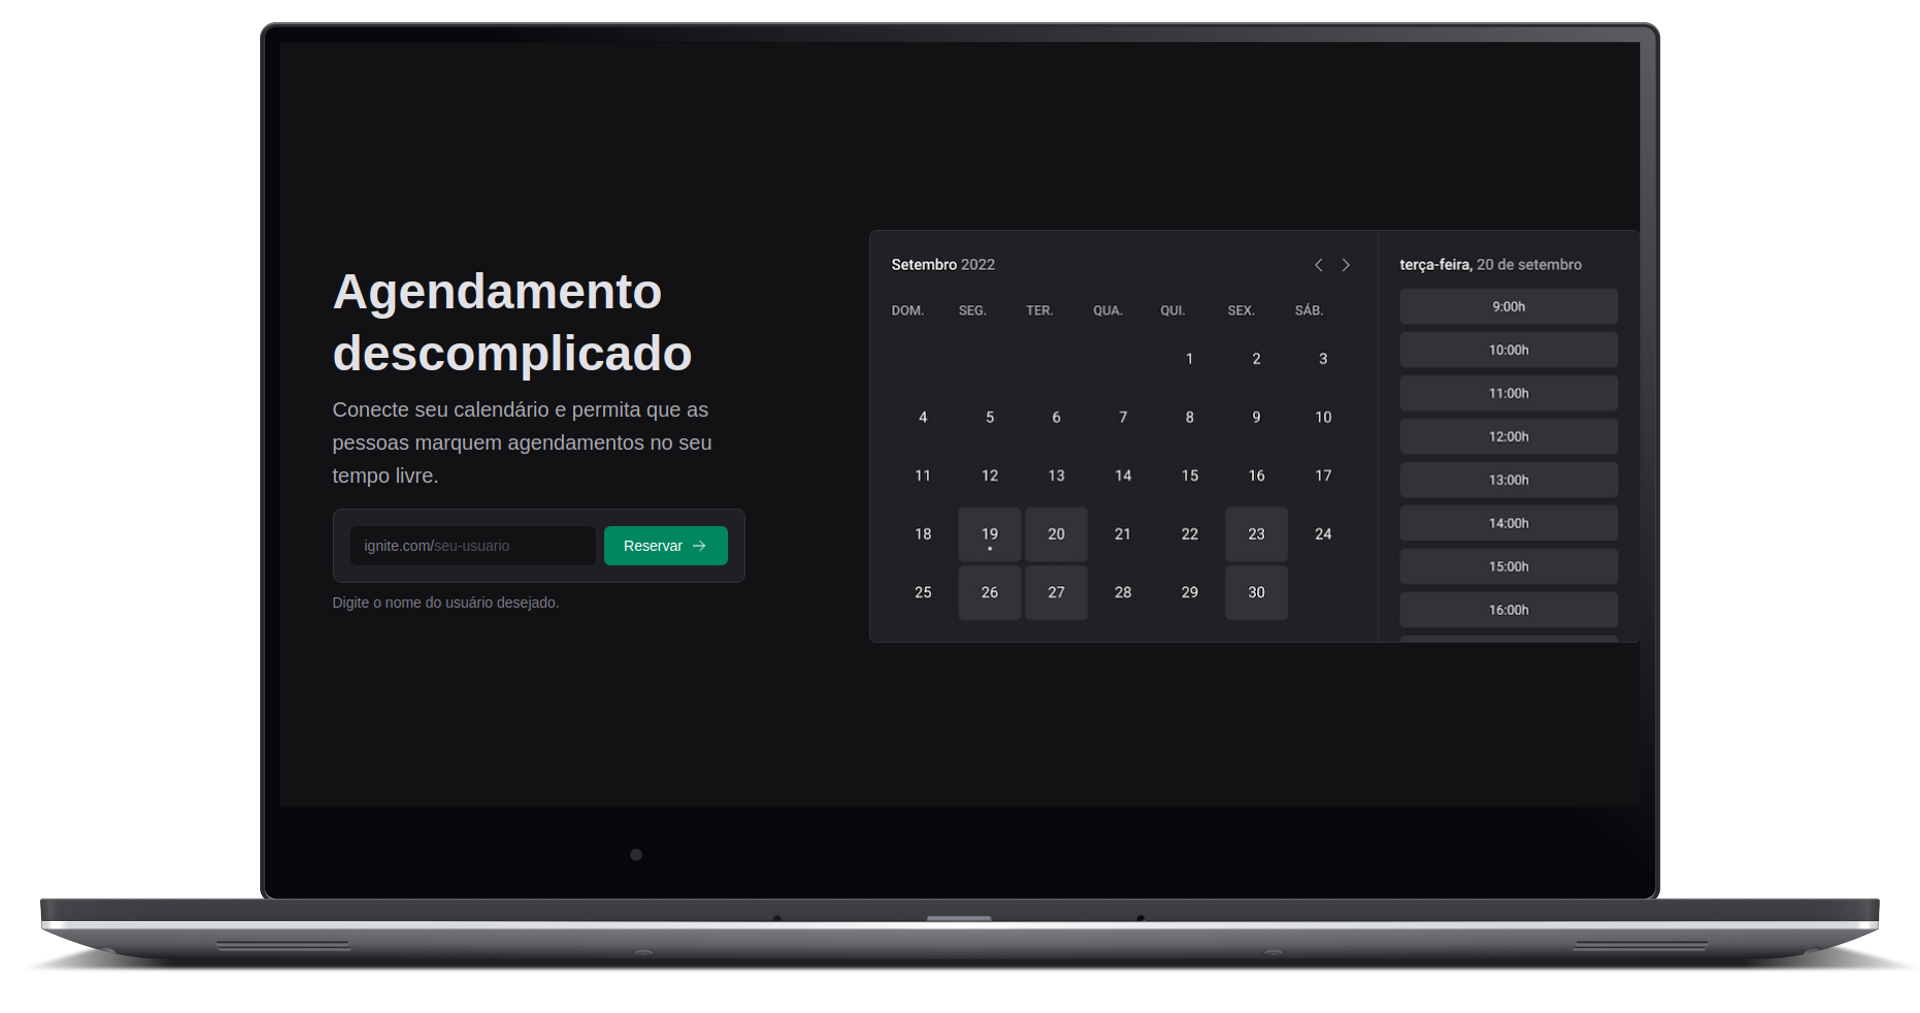 Agendamento
descomplicado
Conecte seu calendário e permita que as
pessoas marquem agendamentos no seu
tempo livre.
ignite.com/seu-usuario
Reservar →
Digite o nome do usuário desejado.
Setembro 2022
< >
DOM. SEG. TER. QUA. QUI. SEX. SÁB.
1 2 3
4 5 6 7 8 9 10
11 12 13 14 15 16 17
18 19 20 21 22 23 24
25 26 27 28 29 30
terça-feira, 20 de setembro
9:00h
10:00h
11:00h
12:00h
13:00h
14:00h
15:00h
16:00h